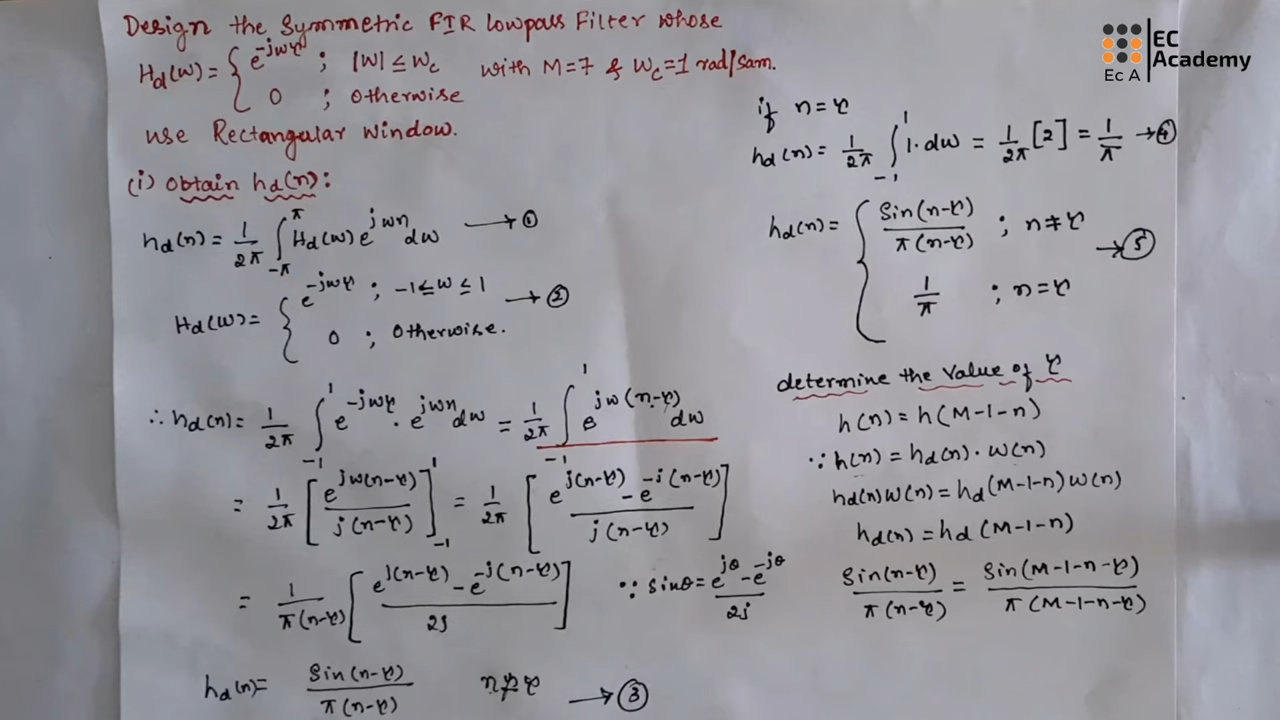 Design the Symmetric FIR lowpass Filter whose
Hd(w) = { e^-jwτ ; |w| ≤ wc with M=7 & wc=1 rad/sam.
0 ; Otherwise
use Rectangular window.
(i) Obtain hd(n):
hd(n) = 1/2π ∫_-π^π Hd(w) e^jwn dw → ①
Hd(w) = { e^-jwτ ; -1 ≤ w ≤ 1 → ②
0 ; Otherwise.
∴ hd(n) = 1/2π ∫_-1^1 e^-jwτ . e^jwn dw = 1/2π ∫_-1^1 e^jw(n-τ) dw
= 1/2π [ e^jw(n-τ) / j(n-τ) ]_-1^1 = 1/2π [ e^j(n-τ) - e^-j(n-τ) / j(n-τ) ]
= 1/π(n-τ) [ e^j(n-τ) - e^-j(n-τ) / 2j ] ∵ sinθ = e^jθ - e^-jθ / 2j
hd(n) = Sin(n-τ) / π(n-τ) n≠τ → ③
if n=τ
hd(n) = 1/2π ∫_-1^1 1. dw = 1/2π [2] = 1/π → ④
hd(n) = { Sin(n-τ) / π(n-τ) ; n≠τ → ⑤
1/π ; n=τ
determine the value of τ
h(n) = h(M-1-n)
∵ h(n) = hd(n) . w(n)
hd(n) w(n) = hd(M-1-n) w(n)
hd(n) = hd(M-1-n)
Sin(n-τ) / π(n-τ) = Sin(M-1-n-τ) / π(M-1-n-τ)
EC
Academy
Ec A